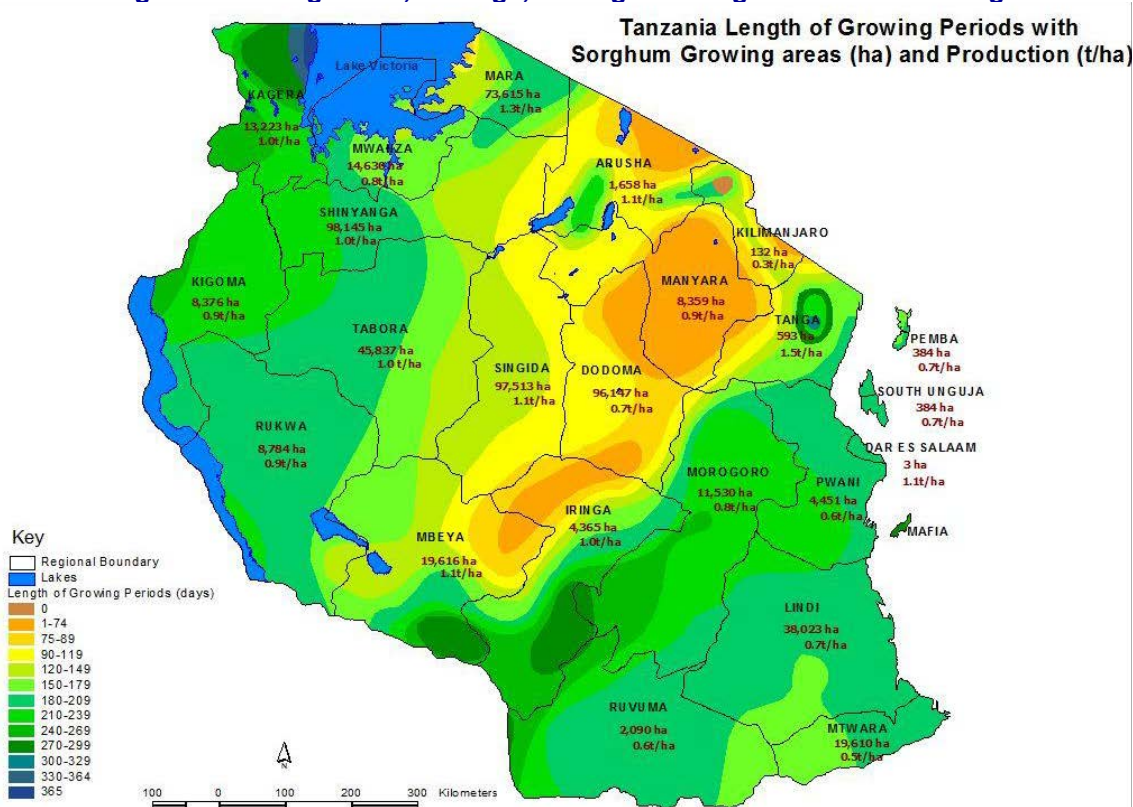 Tanzania Length of Growing Periods with
Sorghum Growing areas (ha) and Production (t/ha)
Lake Victoria
MARA
73,615 ha
1.3t/ha
KAGERA
13,223 ha
1.0t/ha
MWANZA
14,630 ha
0.8t/ha
ARUSHA
1,658 ha
1.1t/ha
SHINYANGA
98,145 ha
1.0t/ha
KILIMANJARO
132 ha
0.3t/ha
KIGOMA
8,376 ha
0.9t/ha
MANYARA
8,359 ha
0.9t/ha
TABORA
45,837 ha
1.0 t/ha
TANGA
593 ha
1.5t/ha
PEMBA
384 ha
0.7t/ha
SINGIDA
97,513 ha
1.1t/ha
DODOMA
96,147 ha
0.7t/ha
SOUTH UNGUJA
384 ha
0.7t/ha
RUKWA
8,784 ha
0.9t/ha
DAR ES SALAAM
3 ha
1.1t/ha
MOROGORO
11,530 ha
0.8t/ha
PWANI
4,451 ha
0.6t/ha
IRINGA
4,365 ha
1.0t/ha
MAFIA
MBEYA
19,616 ha
1.1t/ha
LINDI
38,023 ha
0.7t/ha
RUVUMA
2,090 ha
0.6t/ha
MTWARA
19,610 ha
0.5t/ha
Key
Regional Boundary
Lakes
Length of Growing Periods (days)
0
1-74
75-89
90-119
120-149
150-179
180-209
210-239
240-269
270-299
300-329
330-364
365
N
100 0 100 200 300 Kilometers